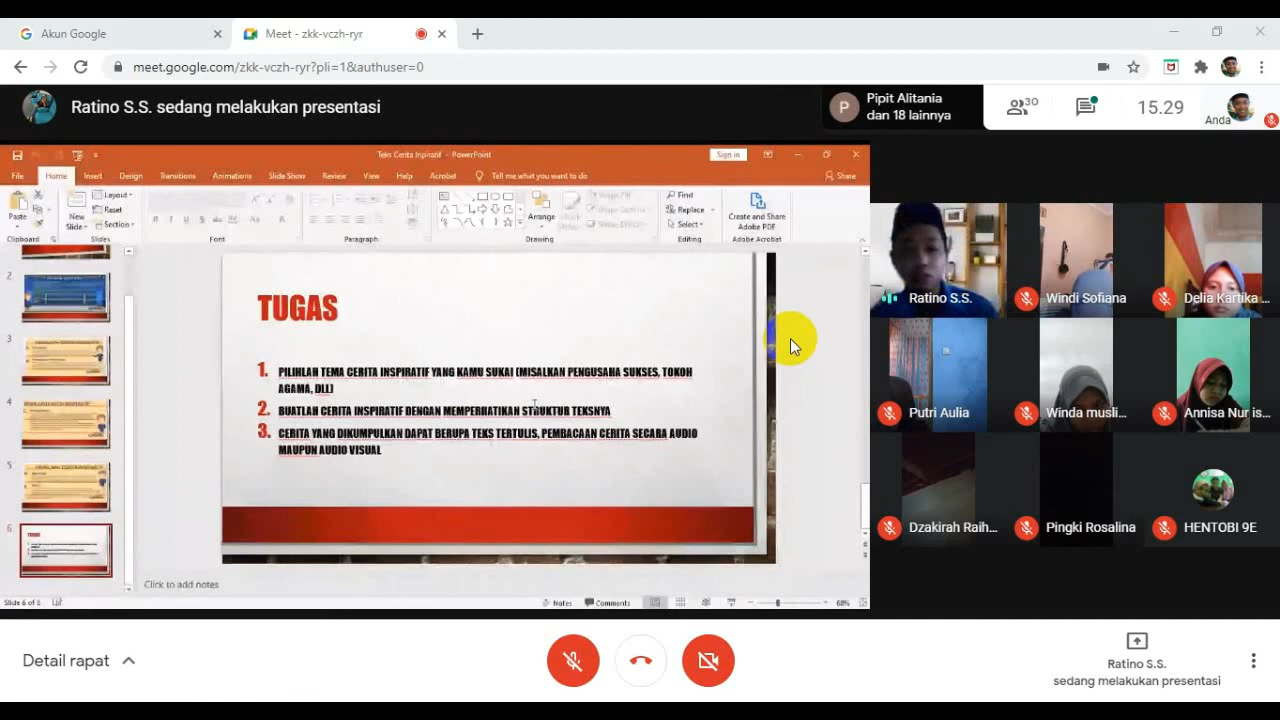 Akun Google
Meet - zkk-vczh-ryr
meet.google.com/zkk-vczh-ryr?pli=1&authuser=0
Ratino S.S. sedang melakukan presentasi
P
Pipit Alitania
dan 18 lainnya
30
15.29
Anda
Teks Cerita Inspiratif - PowerPoint
Sign in
File Home Insert Design Transitions Animations Slide Show Review View Help Acrobat Tell me what you want to do Share
Paste
New
Slide
Layout
Reset
Section
Arrange
Find
Replace
Select
Create and Share
Adobe PDF
Clipboard Slides Font Paragraph Drawing Editing Adobe Acrobat
2
3
4
5
6
TUGAS
1. PILIHLAH TEMA CERITA INSPIRATIF YANG KAMU SUKAI (MISALKAN PENGUSAHA SUKSES, TOKOH
AGAMA, DLL)
2. BUATLAH CERITA INSPIRATIF DENGAN MEMPERHATIKAN STRUKTUR TEKSNYA
3. CERITA YANG DIKUMPULKAN DAPAT BERUPA TEKS TERTULIS, PEMBACAAN CERITA SECARA AUDIO
MAUPUN AUDIO VISUAL
Click to add notes
Slide 6 of 6
Notes
Comments
68%
Ratino S.S.
Windi Sofiana
Delia Kartika ...
Putri Aulia
Winda musli...
Annisa Nur is...
Dzakirah Raih...
Pingki Rosalina
HENTOBI 9E
Detail rapat
Ratino S.S.
sedang melakukan presentasi